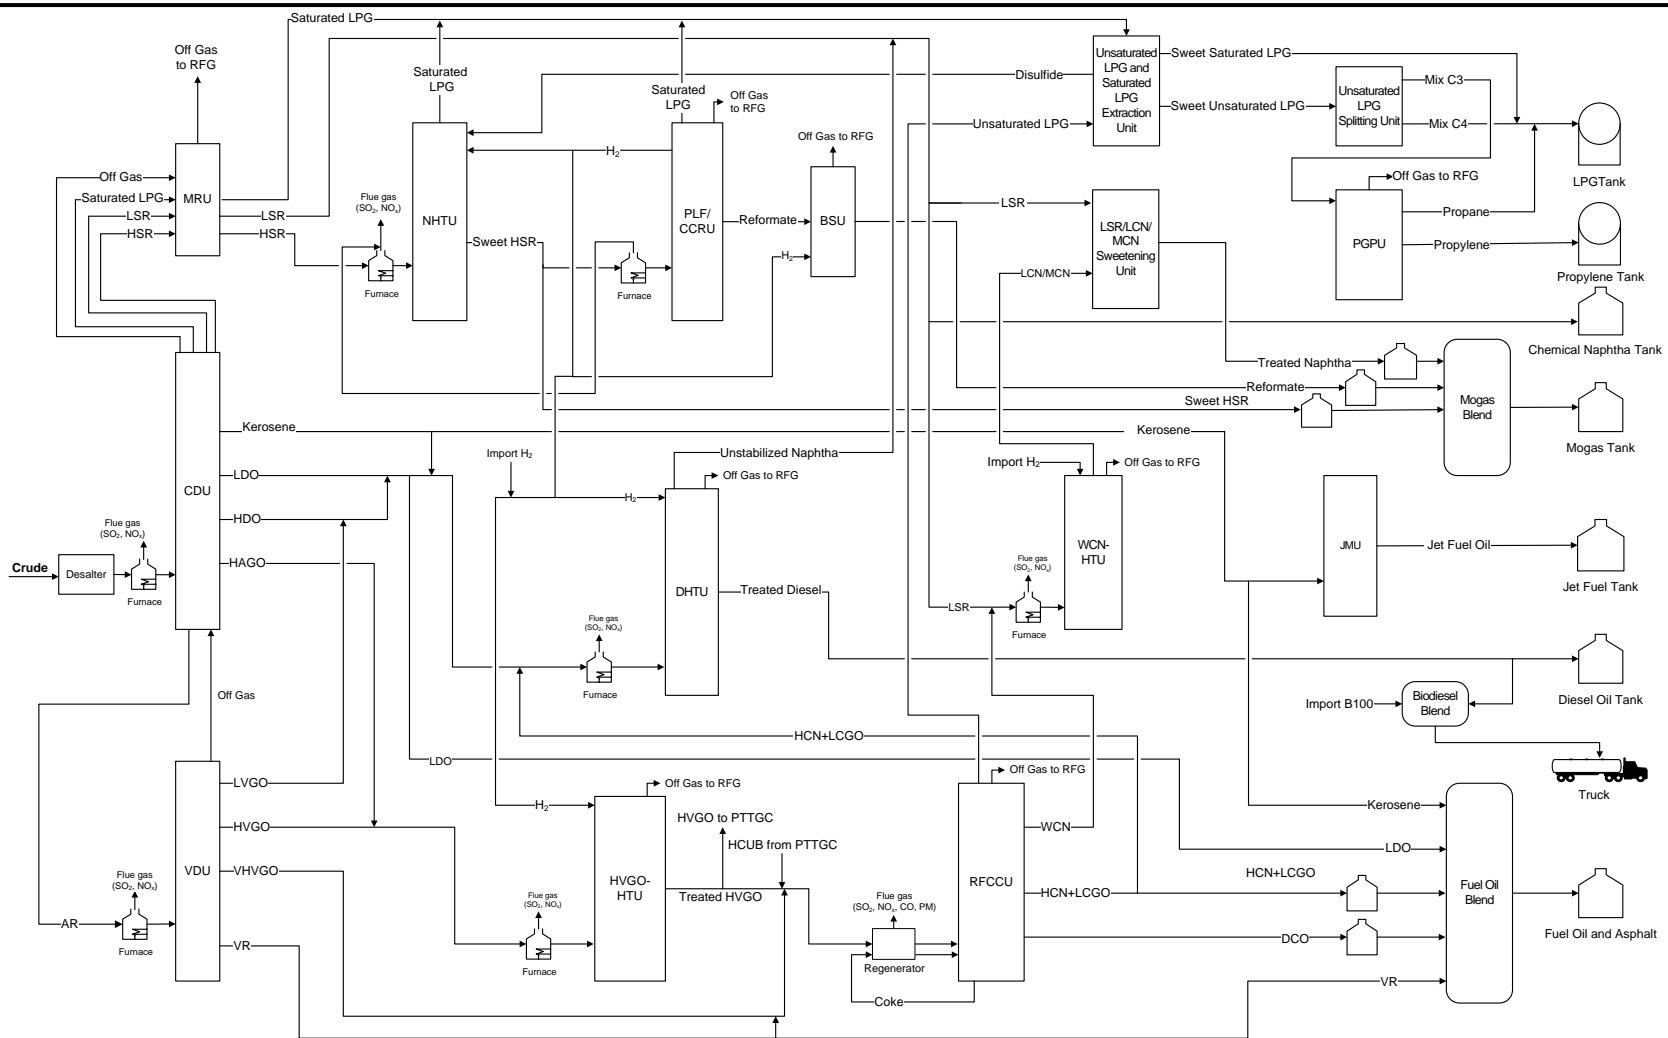 Saturated LPG
Off Gas
to RFG
Saturated
LPG
Saturated
LPG
Off Gas
to RFG
Disulfide
Unsaturated
LPG and
Saturated
LPG
Extraction
Unit
Sweet Saturated LPG
Sweet Unsaturated LPG
Unsaturated
LPG
Splitting Unit
Mix C3
Mix C4
LPGTank
Unsaturated LPG
Off Gas to RFG
H₂
Off Gas
Saturated LPG
LSR
HSR
MRU
LSR
HSR
Flue gas
(SO₂, NOₓ)
Furnace
NHTU
Sweet HSR
Furnace
PLF/
CCRU
Reformate
H₂
BSU
LSR
LCN/MCN
LSR/LCN/
MCN
Sweetening
Unit
Off Gas to RFG
PGPU
Propane
Propylene
Propylene Tank
Chemical Naphtha Tank
Treated Naphtha
Reformate
Sweet HSR
Mogas
Blend
Mogas Tank
Kerosene
Kerosene
LDO
HDO
HAGO
CDU
Import H₂
Unstabilized Naphtha
Off Gas to RFG
H₂
DHTU
Treated Diesel
Import H₂
Off Gas to RFG
WCN-
HTU
Flue gas
(SO₂, NOₓ)
LSR
Furnace
JMU
Jet Fuel Oil
Jet Fuel Tank
Crude
Desalter
Flue gas
(SO₂, NOₓ)
Furnace
Flue gas
(SO₂, NOₓ)
Furnace
Off Gas
Import B100
Biodiesel
Blend
Diesel Oil Tank
Truck
HCN+LCGO
LDO
LVGO
HVGO
VHVGO
VR
VDU
AR
Flue gas
(SO₂, NOₓ)
Furnace
H₂
Off Gas to RFG
HVGO-
HTU
Flue gas
(SO₂, NOₓ)
Furnace
HVGO to PTTGC
HCUB from PTTGC
Treated HVGO
Flue gas
(SO₂, NOₓ, CO, PM)
Regenerator
Coke
Off Gas to RFG
RFCCU
WCN
HCN+LCGO
DCO
Kerosene
LDO
HCN+LCGO
VR
Fuel Oil
Blend
Fuel Oil and Asphalt